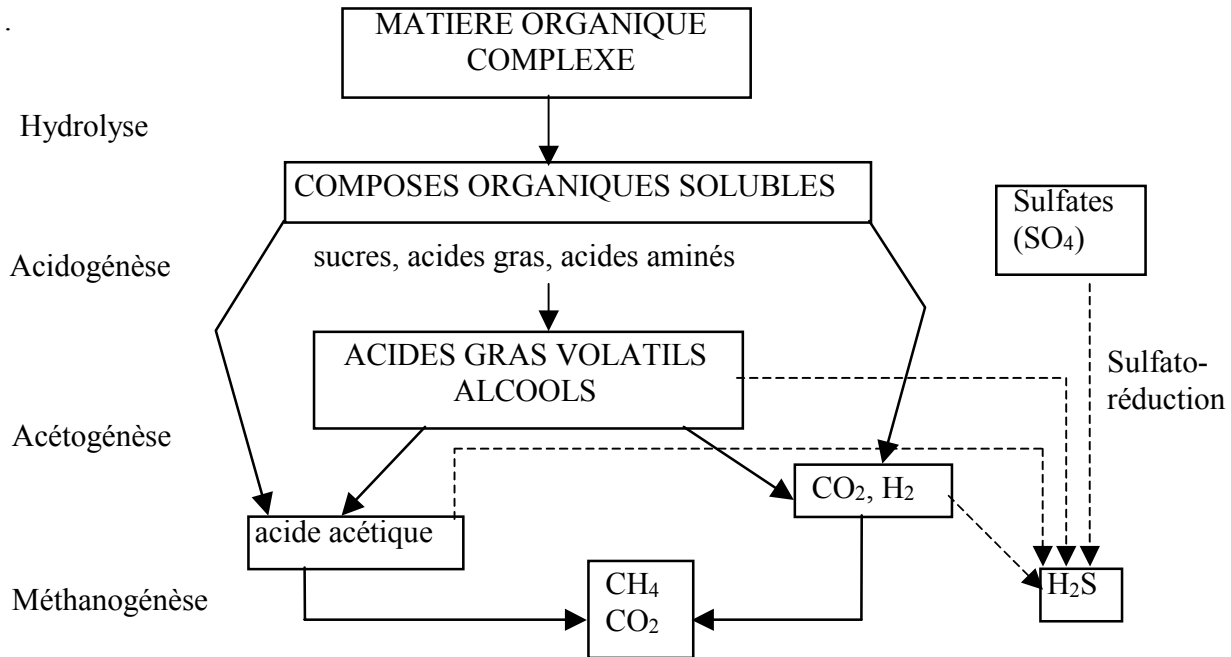 MATIERE ORGANIQUE
COMPLEXE
Hydrolyse
COMPOSES ORGANIQUES SOLUBLES
Sulfates
(SO₄)
Acidogénèse
sucres, acides gras, acides aminés
ACIDES GRAS VOLATILS
ALCOOLS
Sulfato-
réduction
Acétogénèse
CO₂, H₂
acide acétique
CH₄
CO₂
H₂S
Méthanogénèse